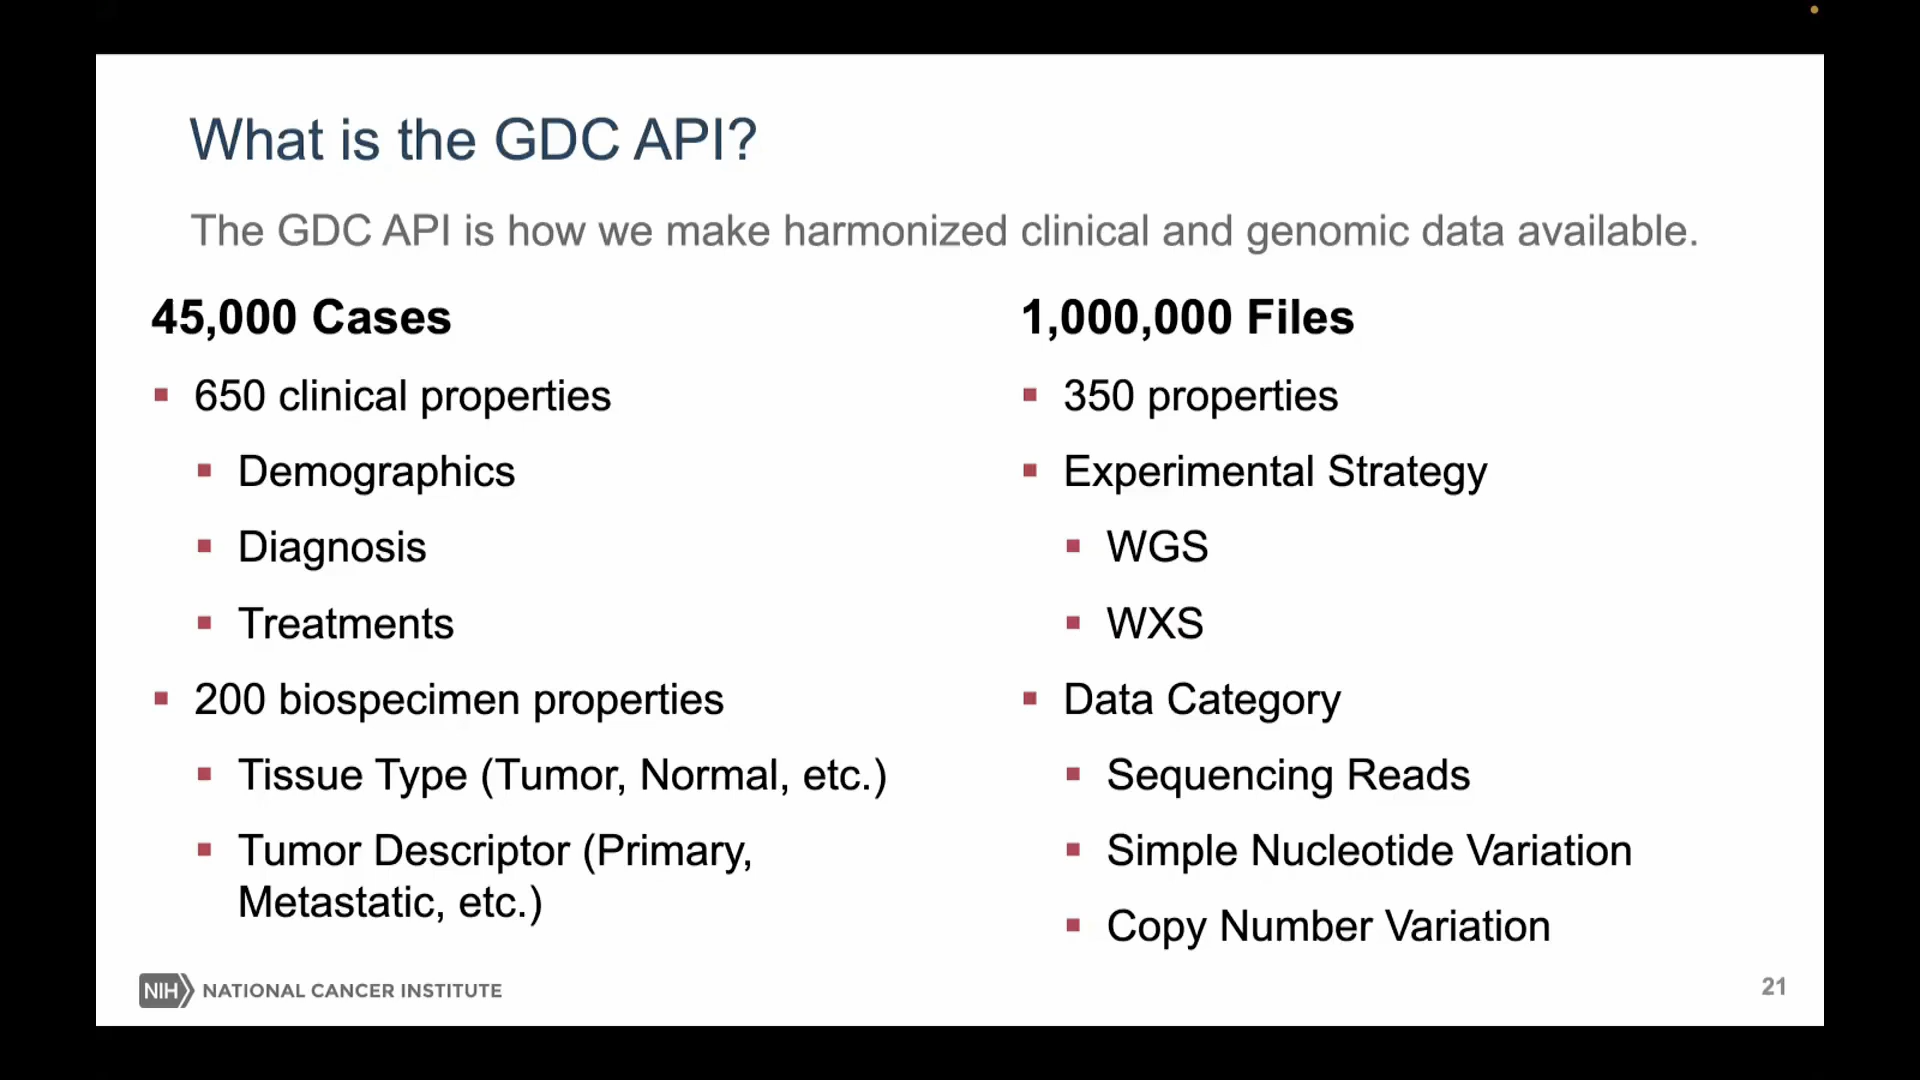 What is the GDC API?
The GDC API is how we make harmonized clinical and genomic data available.
45,000 Cases
650 clinical properties
Demographics
Diagnosis
Treatments
200 biospecimen properties
Tissue Type (Tumor, Normal, etc.)
Tumor Descriptor (Primary,
Metastatic, etc.)
1,000,000 Files
350 properties
Experimental Strategy
WGS
WXS
Data Category
Sequencing Reads
Simple Nucleotide Variation
Copy Number Variation
NIH NATIONAL CANCER INSTITUTE
21